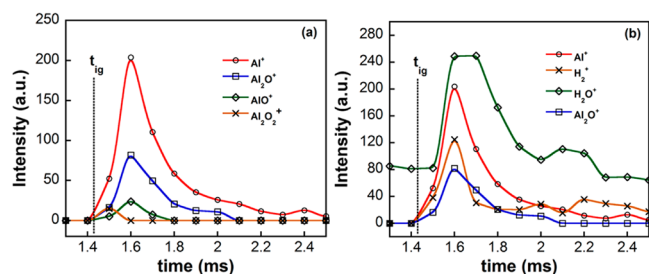 (a)
Intensity (a.u.)
250
200
150
100
50
0
t_ig
Al⁺
Al₂O⁺
AlO⁺
Al₂O₂⁺
1.4 1.6 1.8 2.0 2.2 2.4
time (ms)
(b)
Intensity (a.u.)
280
240
200
160
120
80
40
0
t_ig
Al⁺
H₂⁺
H₂O⁺
Al₂O⁺
1.4 1.6 1.8 2 2.2 2.4
time (ms)